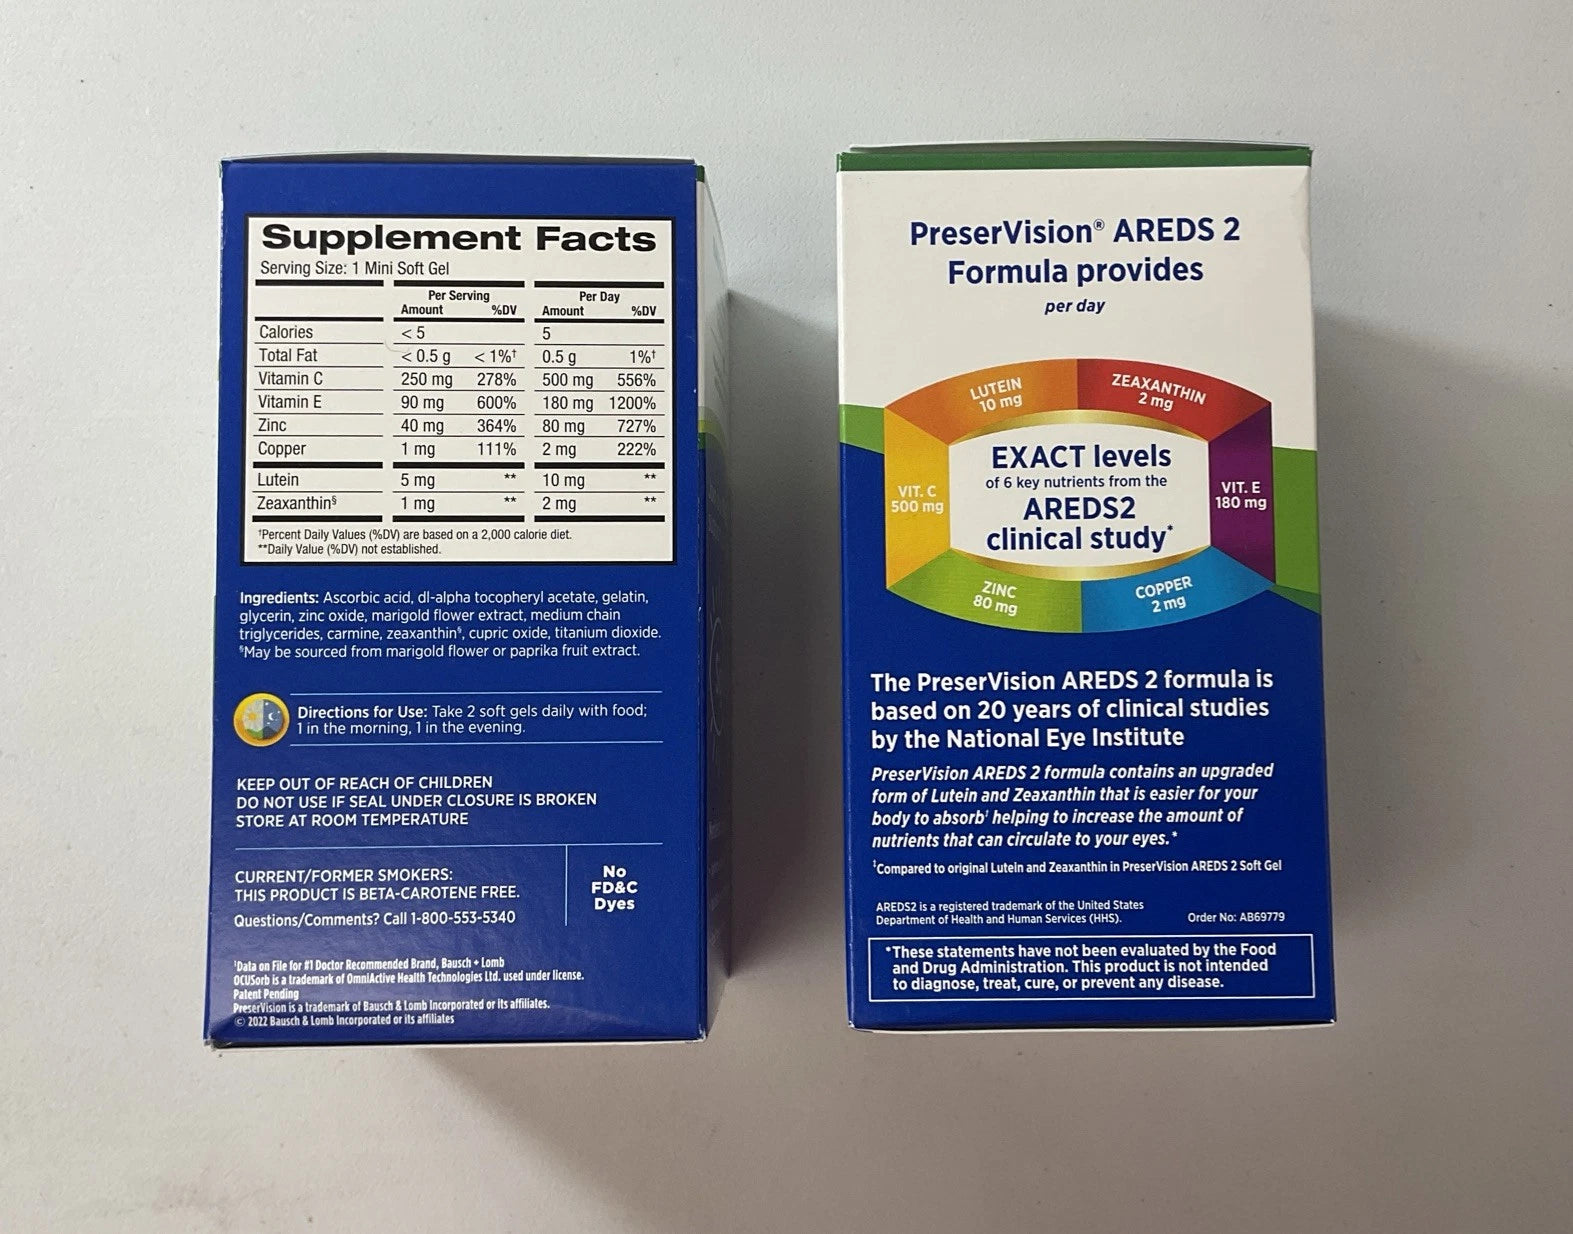 Supplement Facts
Serving Size: 1 Mini Soft Gel
Per Serving Per Day
Amount %DV Amount %DV
Calories < 5 5
Total Fat < 0.5 g < 1%† 0.5 g 1%†
Vitamin C 250 mg 278% 500 mg 556%
Vitamin E 90 mg 600% 180 mg 1200%
Zinc 40 mg 364% 80 mg 727%
Copper 1 mg 111% 2 mg 222%
Lutein 5 mg ** 10 mg **
Zeaxanthin§ 1 mg ** 2 mg **
†Percent Daily Values (%DV) are based on a 2,000 calorie diet.
**Daily Value (%DV) not established.
Ingredients: Ascorbic acid, dl-alpha tocopheryl acetate, gelatin,
glycerin, zinc oxide, marigold flower extract, medium chain
triglycerides, carmine, zeaxanthin§, cupric oxide, titanium dioxide.
§May be sourced from marigold flower or paprika fruit extract.
Directions for Use: Take 2 soft gels daily with food;
1 in the morning, 1 in the evening.
KEEP OUT OF REACH OF CHILDREN
DO NOT USE IF SEAL UNDER CLOSURE IS BROKEN
STORE AT ROOM TEMPERATURE
CURRENT/FORMER SMOKERS:
THIS PRODUCT IS BETA-CAROTENE FREE.
Questions/Comments? Call 1-800-553-5340
No
FD&C
Dyes
¹Data on File for #1 Doctor Recommended Brand, Bausch + Lomb
OCUSorb is a trademark of OmniActive Health Technologies Ltd. used under license.
Patent Pending
PreserVision is a trademark of Bausch & Lomb Incorporated or its affiliates.
© 2022 Bausch & Lomb Incorporated or its affiliates
PreserVision® AREDS 2
Formula provides
per day
LUTEIN
10 mg
ZEAXANTHIN
2 mg
VIT. C
500 mg
EXACT levels
of 6 key nutrients from the
AREDS2
clinical study*
VIT. E
180 mg
ZINC
80 mg
COPPER
2 mg
The PreserVision AREDS 2 formula is
based on 20 years of clinical studies
by the National Eye Institute
PreserVision AREDS 2 formula contains an upgraded
form of Lutein and Zeaxanthin that is easier for your
body to absorb‡ helping to increase the amount of
nutrients that can circulate to your eyes.*
‡Compared to original Lutein and Zeaxanthin in PreserVision AREDS 2 Soft Gel
AREDS2 is a registered trademark of the United States
Department of Health and Human Services (HHS).
Order No: AB69779
*These statements have not been evaluated by the Food
and Drug Administration. This product is not intended
to diagnose, treat, cure, or prevent any disease.